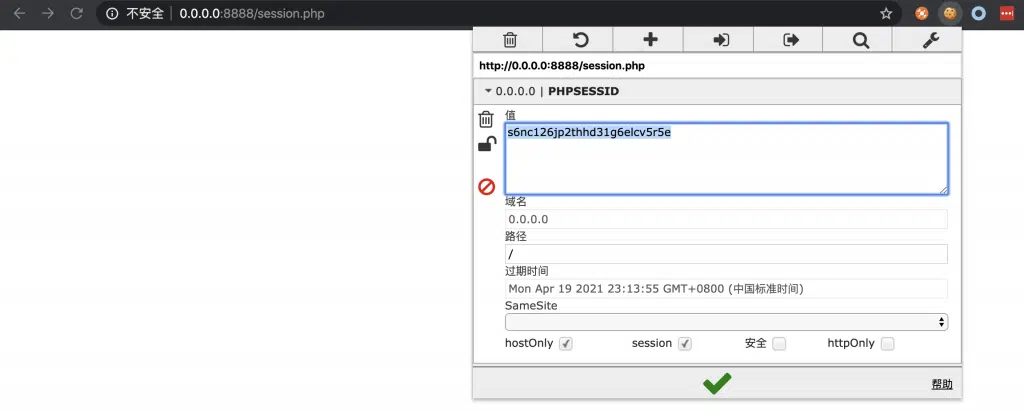 不安全 | 0.0.0.0:8888/session.php
http://0.0.0.0:8888/session.php
0.0.0.0 | PHPSESSID
值
s6nc126jp2thhd31g6elcv5r5e
域名
0.0.0.0
路径
/
过期时间
Mon Apr 19 2021 23:13:55 GMT+0800 (中国标准时间)
SameSite
hostOnly session 安全 httpOnly
帮助